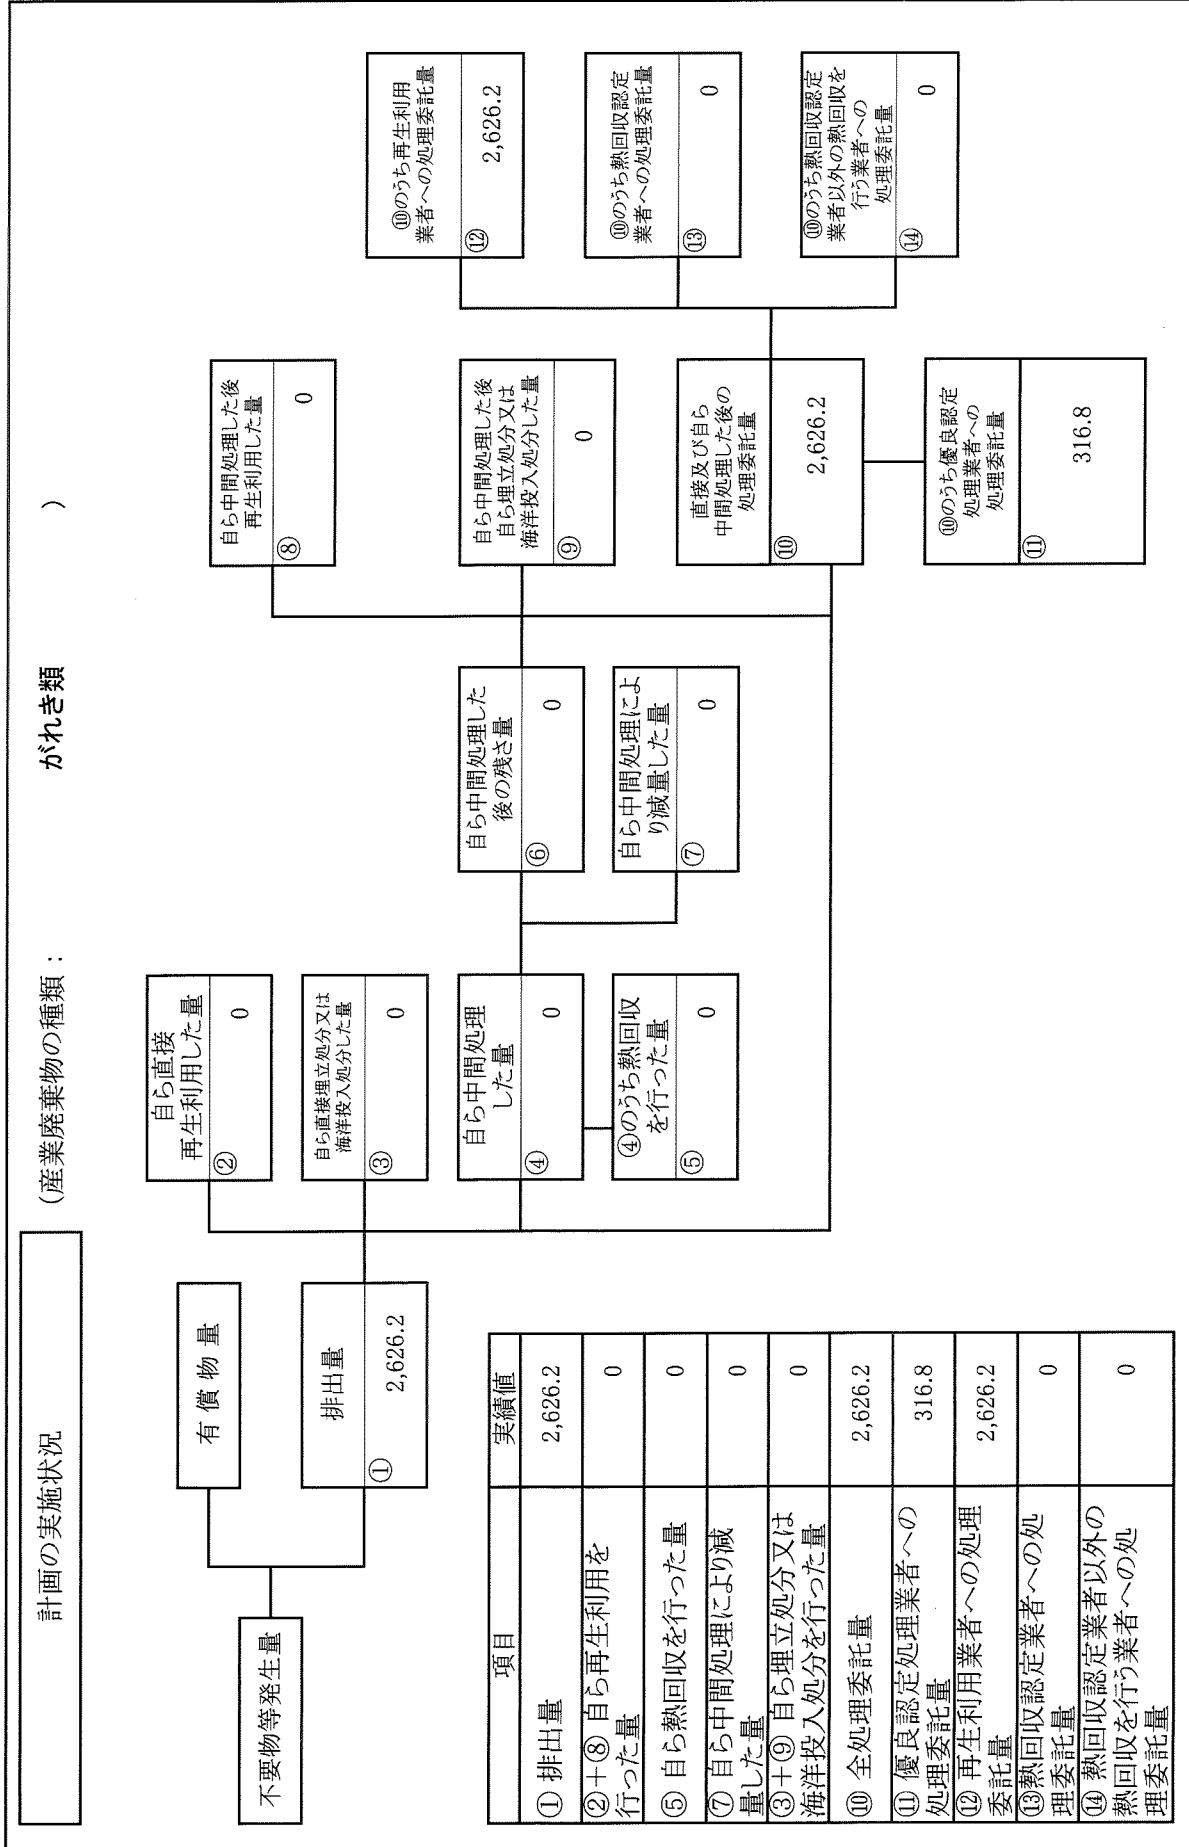 計画の実施状況
(産業廃棄物の種類： がれき類 )
不要物等発生量
有 償 物 量
排出量
① 2,626.2
自ら直接
再生利用した量
② 0
自ら直接埋立処分又は
海洋投入処分した量
③ 0
自ら中間処理
した量
④ 0
④のうち熱回収
を行った量
⑤ 0
自ら中間処理した
後の残さ量
⑥ 0
自ら中間処理によ
り減量した量
⑦ 0
自ら中間処理した後
再生利用した量
⑧ 0
自ら中間処理した後
自ら埋立処分又は
海洋投入処分した量
⑨ 0
直接及び自ら
中間処理した後の
処理委託量
⑩ 2,626.2
⑩のうち優良認定
処理業者への
処理委託量
⑪ 316.8
⑩のうち再生利用
業者への処理委託量
⑫ 2,626.2
⑩のうち熱回収認定
業者への処理委託量
⑬ 0
⑩のうち熱回収認定
業者以外の熱回収を
行う業者への
処理委託量
⑭ 0
項目 実績値
① 排出量 2,626.2
②＋⑧ 自ら再生利用を
行った量 0
⑤ 自ら熱回収を行った量 0
⑦ 自ら中間処理により減
量した量 0
③＋⑨ 自ら埋立処分又は
海洋投入処分を行った量 0
⑩ 全処理委託量 2,626.2
⑪ 優良認定処理業者への
処理委託量 316.8
⑫ 再生利用業者への処理
委託量 2,626.2
⑬熱回収認定業者への処
理委託量 0
⑭ 熱回収認定業者以外の
熱回収を行う業者への処
理委託量 0